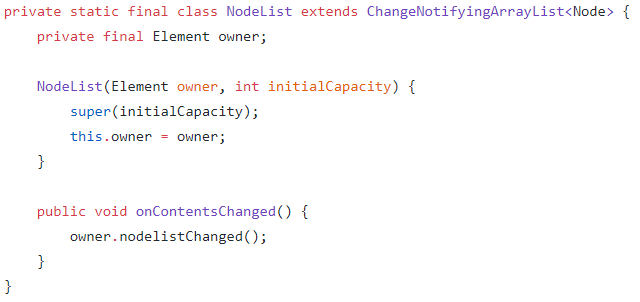 private static final class NodeList extends ChangeNotifyingArrayList<Node> {
    private final Element owner;

    NodeList(Element owner, int initialCapacity) {
        super(initialCapacity);
        this.owner = owner;
    }

    public void onContentsChanged() {
        owner.nodelistChanged();
    }
}